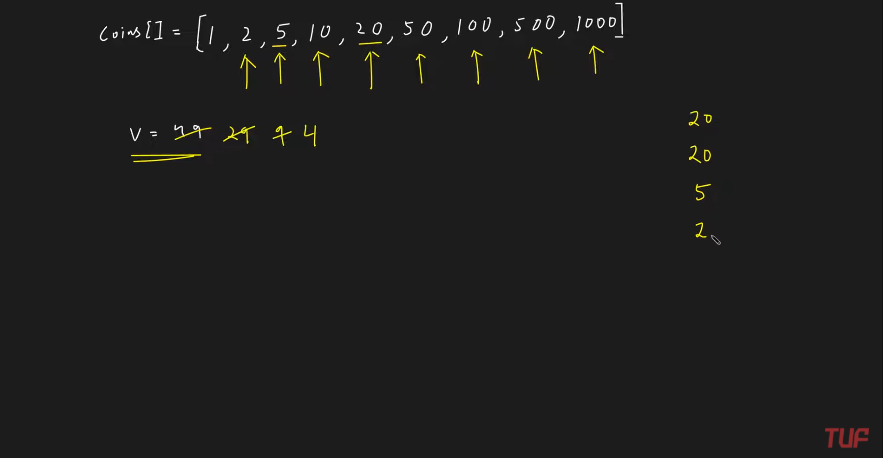 coins[] = [1, 2, 5, 10, 20, 50, 100, 500, 1000]
V = 49 29 9 4
20
20
5
2
TUF